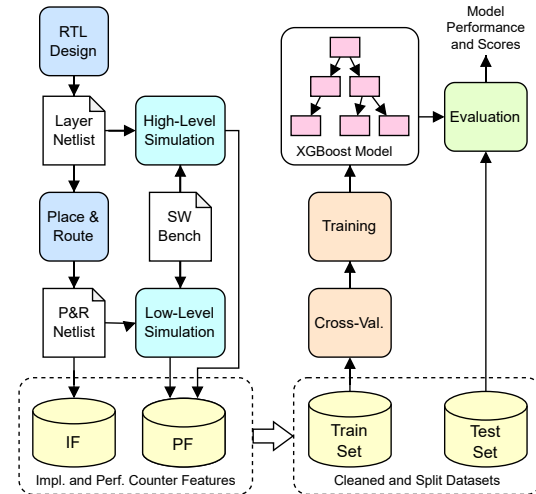 RTL
Design
Layer
Netlist
High-Level
Simulation
Place &
Route
SW
Bench
P&R
Netlist
Low-Level
Simulation
IF
PF
Impl. and Perf. Counter Features
Model
Performance
and Scores
XGBoost Model
Evaluation
Training
Cross-Val.
Train
Set
Test
Set
Cleaned and Split Datasets